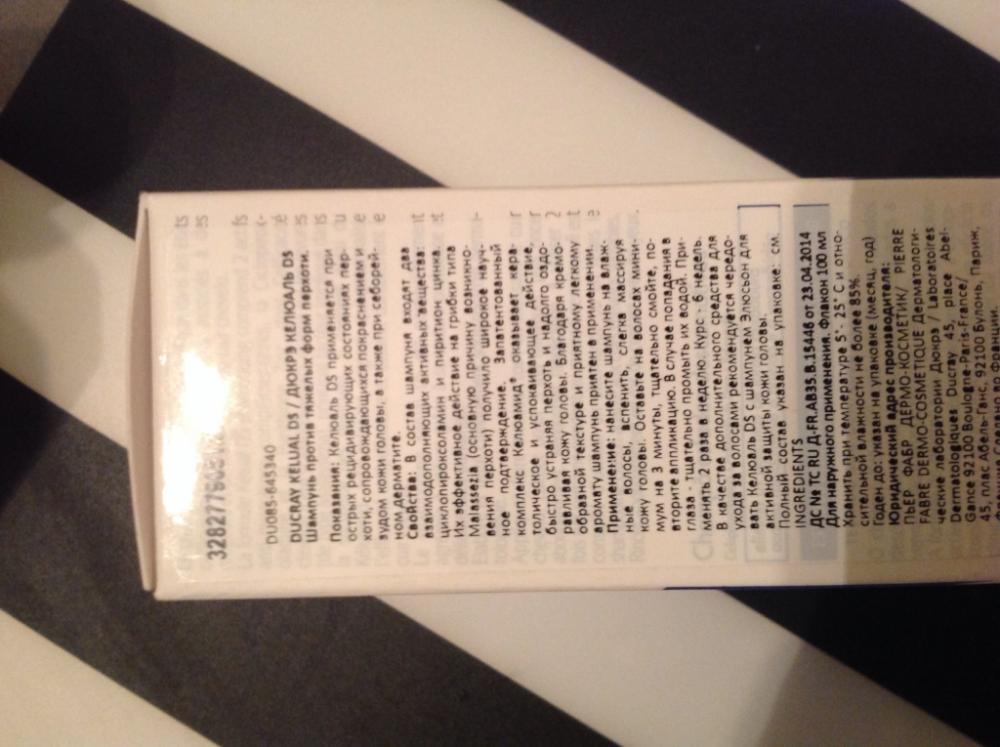 DU085-645340
DUCRAY KELUAL DS / ДЮКРЭ КЕЛЮАЛЬ DS
Шампунь против тяжелых форм перхоти.
Показания: Келюаль DS применяется при
острых рецидивирующих состояниях пер-
хоти, сопровождающихся покраснением и
зудом кожи головы, а также при себорей-
ном дерматите.
Свойства: В состав шампуня входят два
взаимодополняющих активных вещества:
циклопироксоламин и пиритион цинка.
Их эффективное действие на грибки типа
Malassezia (основную причину возникно-
вения перхоти) получило широкое науч-
ное подтверждение. Запатентованный
комплекс Келюамид® оказывает кера-
толическое и успокаивающее действие,
быстро устраняя перхоть и надолго оздо-
равливая кожу головы. Благодаря кремо-
образной текстуре и приятному легкому
аромату шампунь приятен в применении.
Применение: нанесите шампунь на влаж-
ные волосы, вспенить, слегка массируя
кожу головы. Оставьте на волосах мини-
мум на 3 минуты, тщательно смойте, по-
вторите аппликацию. В случае попадания в
глаза - тщательно промыть их водой. При-
менять 2 раза в неделю. Курс - 6 недель.
В качестве дополнительного средства для
ухода за волосами рекомендуется чередо-
вать Келюаль DS с шампунем Элюсьон для
активной защиты кожи головы.
Полный состав указан на упаковке: см.
INGREDIENTS
ДС № ТС RU Д-FR.АВ35.В.15446 от 23.04.2014
Для наружного применения. Флакон 100 мл
Хранить при температуре 5° - 25° С и отно-
сительной влажности не более 85%.
Годен до: указан на упаковке (месяц, год)
Юридический адрес производителя:
ПЬЕР ФАБР ДЕРМО-КОСМЕТИК/ PIERRE
FABRE DERMO-COSMETIQUE Дерматологи-
ческие лаборатории Дюкрэ / Laboratoires
Dermatologiques Ducray 45, place Abel-
Gance 92100 Boulogne-Paris-France/
45, пляс Абель-Ганс, 92100 Булонь, Париж,